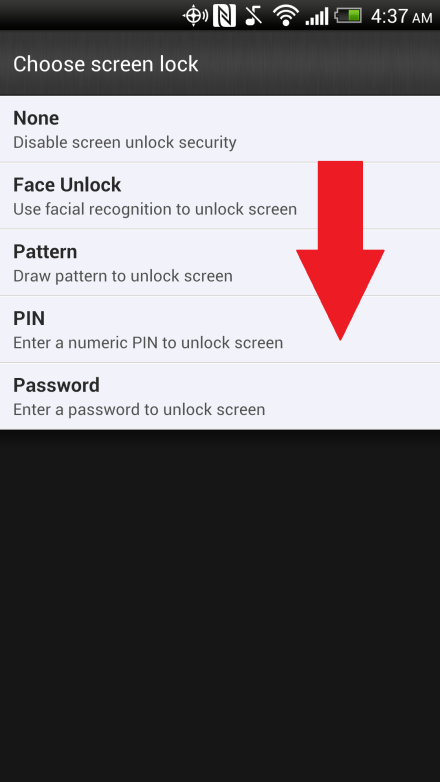 4:37 AM
Choose screen lock
None
Disable screen unlock security
Face Unlock
Use facial recognition to unlock screen
Pattern
Draw pattern to unlock screen
PIN
Enter a numeric PIN to unlock screen
Password
Enter a password to unlock screen